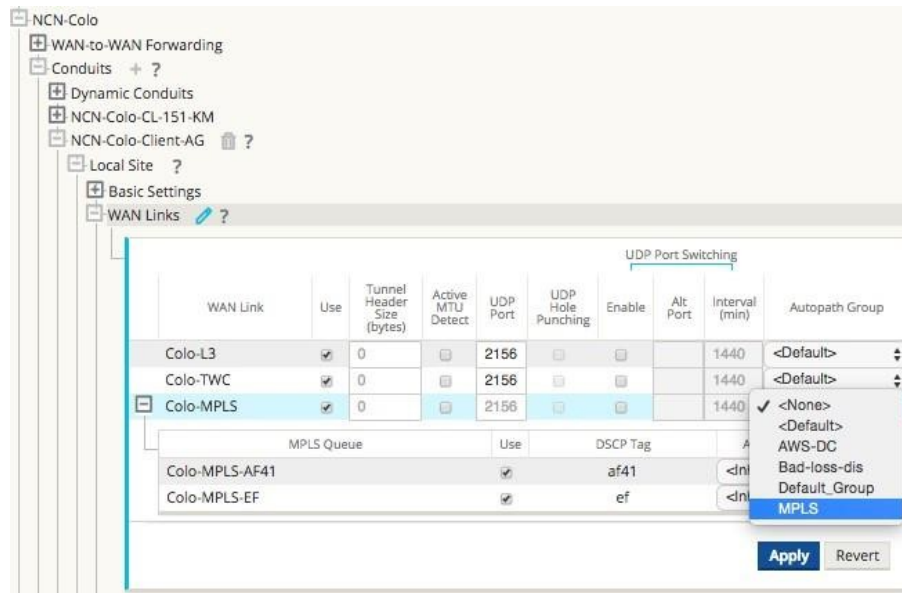 NCN-Colo
WAN-to-WAN Forwarding
Conduits + ?
Dynamic Conduits
NCN-Colo-CL-151-KM
NCN-Colo-Client-AG ?
Local Site ?
Basic Settings
WAN Links ?
UDP Port Switching
WAN Link Use Tunnel Header Size (bytes) Active MTU Detect UDP Port UDP Hole Punching Enable Alt Port Interval (min) Autopath Group
Colo-L3 0 2156 1440 <Default>
Colo-TWC 0 2156 1440 <Default>
Colo-MPLS 0 2156 1440
<None>
<Default>
AWS-DC
Bad-loss-dis
Default_Group
MPLS
MPLS Queue Use DSCP Tag
Colo-MPLS-AF41 af41
Colo-MPLS-EF ef
Apply Revert